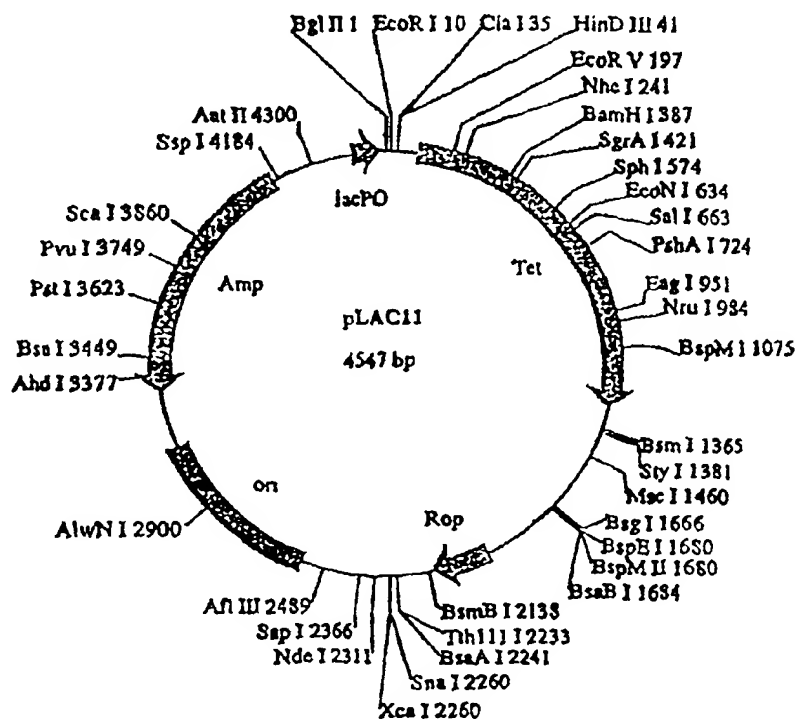 Bgl II 1
EcoR I 10
Cla I 35
HinD III 41
EcoR V 197
Nhe I 241
BamH I 387
SgrA I 421
Sph I 574
EcoN I 634
Sal I 663
PshA I 724
Eag I 951
Nru I 984
BspM I 1075
Aat II 4300
Ssp I 4184
Sca I 3860
Pvu I 3749
Pst I 3623
Bsa I 3449
Ahd I 3377
lacPO
Amp
Tet
pLAC11
4547 bp
ori
Rop
AlwN I 2900
Bsm I 1365
Sty I 1381
Msc I 1460
Bsg I 1666
BspE I 1680
BspM II 1680
BsaB I 1684
Afl III 2489
Sap I 2366
Nde I 2311
BsmB I 2138
Tth111 I 2233
BsaA I 2241
Sna I 2260
Xca I 2260